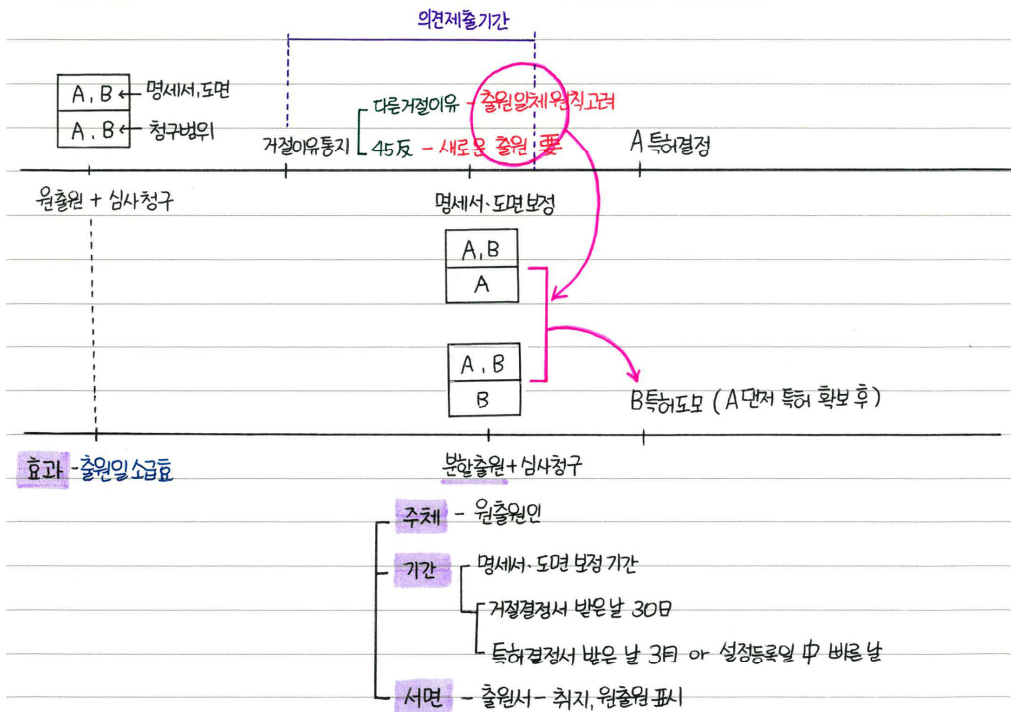 의견제출기간
A, B ← 명세서, 도면
A, B ← 청구범위
다른거절이유 - 출원일체 원칙고려
거절이유통지
45反 - 새로운 출원 要
A 특허결정
원출원 + 심사청구
명세서·도면보정
A, B
A
A, B
B
B특허도모 (A먼저 특허 확보 후)
효과 - 출원일소급효
분할출원 + 심사청구
주체 - 원출원인
기간
명세서·도면 보정 기간
거절결정서 받은날 30日
특허결정서 받은 날 3月 or 설정등록일 中 빠른 날
서면 - 출원서 - 취지, 원출원 표시